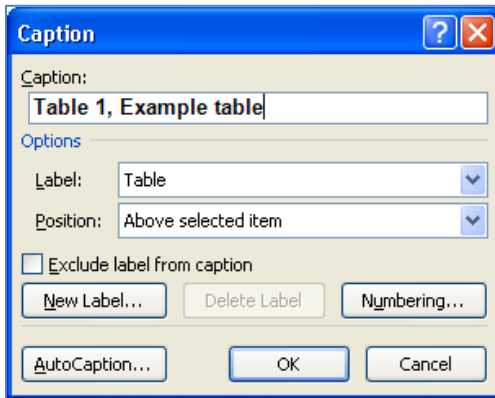 Caption
Caption:
Table 1, Example table
Options
Label: Table
Position: Above selected item
Exclude label from caption
New Label... Delete Label Numbering...
AutoCaption... OK Cancel